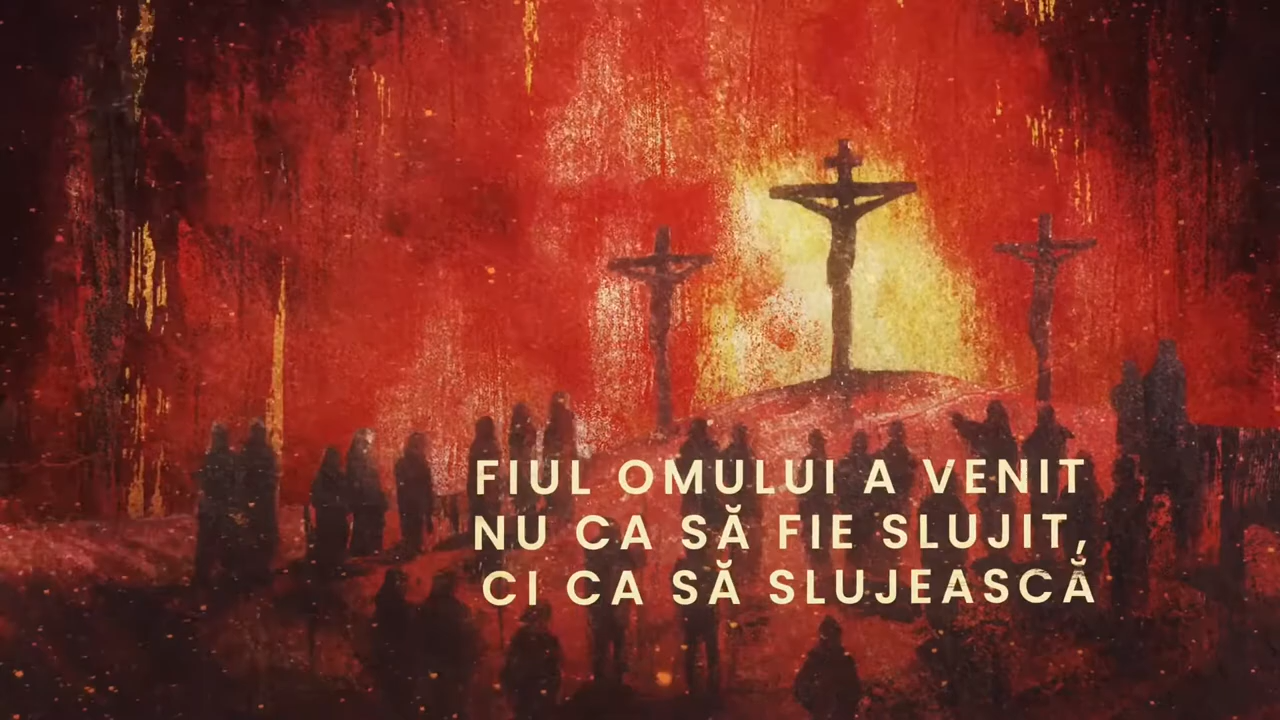 FIUL OMULUI A VENIT
NU CA SĂ FIE SLUJIT,
CI CA SĂ SLUJEASCĂ